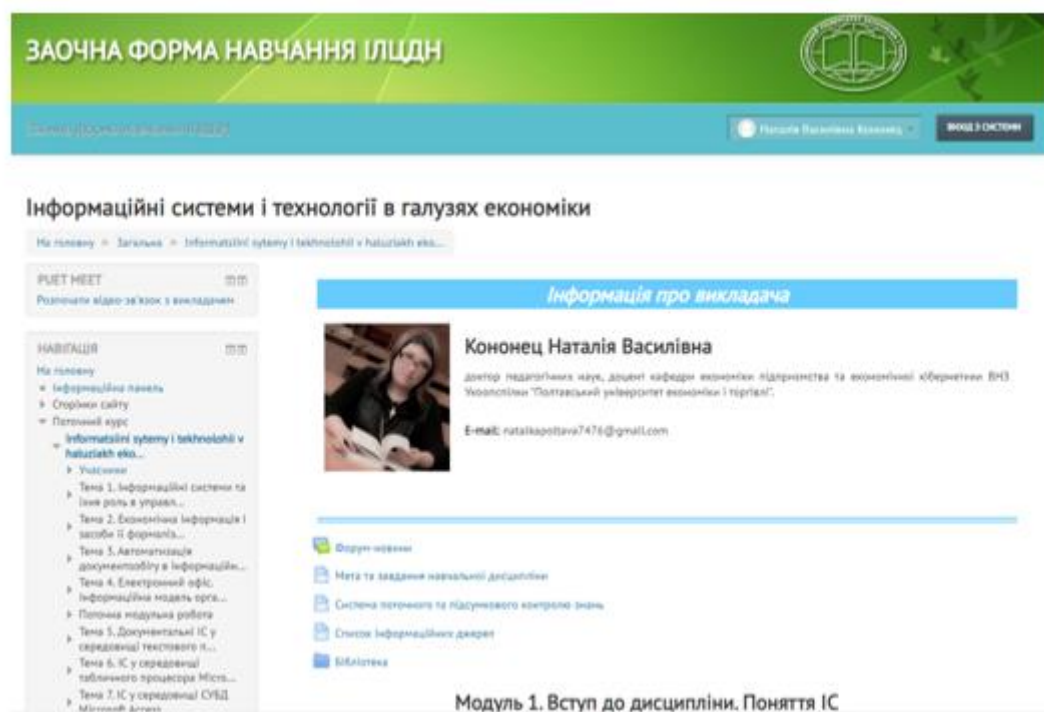 ЗАОЧНА ФОРМА НАВЧАННЯ ІЛЦДН
Наталія Василівна Кононец
ВИХІД З СИСТЕМИ
Інформаційні системи і технології в галузях економіки
На головну
Загальна
Informatsiini sytemy i tekhnolohii v haluziakh eko...
PUET MEET
Розпочати відео-зв'язок з викладачем
НАВІГАЦІЯ
На головну
Інформаційна панель
Сторінки сайту
Поточний курс
Informatsiini sytemy i tekhnolohii v
haluziakh eko...
Учасники
Тема 1. Інформаційні системи та
їхня роль в управл...
Тема 2. Економічна інформація і
засоби її формаліз...
Тема 3. Автоматизація
документообігу в інформаційн...
Тема 4. Електронний офіс.
Інформаційна модель орга...
Поточна модульна робота
Тема 5. Документальні ІС у
середовищі текстового п...
Тема 6. ІС у середовищі
табличного процесора Micro...
Тема 7. ІС у середовищі СУБД
Microsoft Access
Інформація про викладача
Кононец Наталія Василівна
доктор педагогічних наук, доцент кафедри економіки підприємства та економічної кібернетики ВНЗ
Укоопспілки "Полтавський університет економіки і торгівлі".
E-mail: natalkapoltava7476@gmail.com
Форум новини
Мета та завдання навчальної дисципліни
Система поточного та підсумкового контролю знань
Список інформаційних джерел
Бібліотека
Модуль 1. Вступ до дисципліни. Поняття ІС